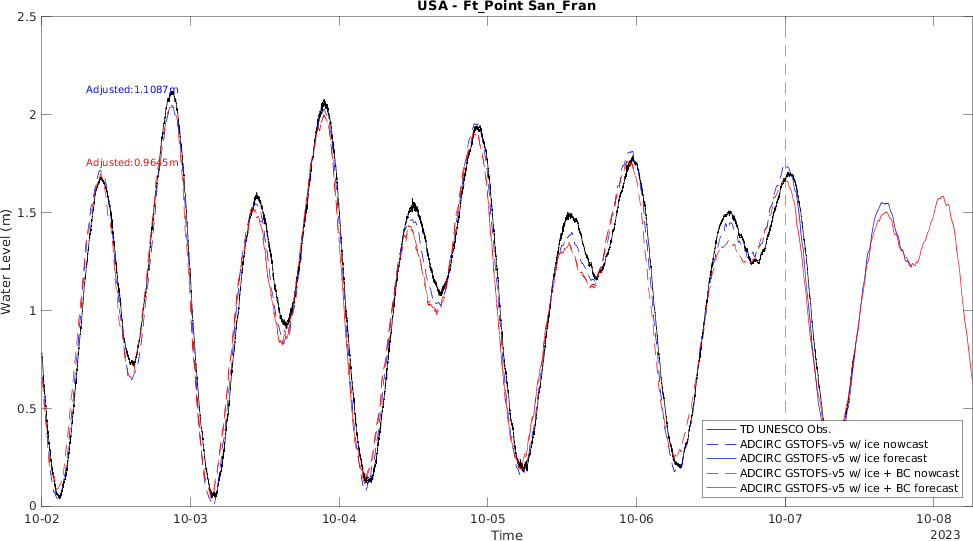 USA - Ft_Point San_Fran
2.5
2
1.5
1
0.5
0
Water Level (m)
Adjusted:1.1087m
Adjusted:0.9645m
TD UNESCO Obs.
ADCIRC GSTOFS-v5 w/ ice nowcast
ADCIRC GSTOFS-v5 w/ ice forecast
ADCIRC GSTOFS-v5 w/ ice + BC nowcast
ADCIRC GSTOFS-v5 w/ ice + BC forecast
10-02 10-03 10-04 10-05 10-06 10-07 10-08
Time
2023